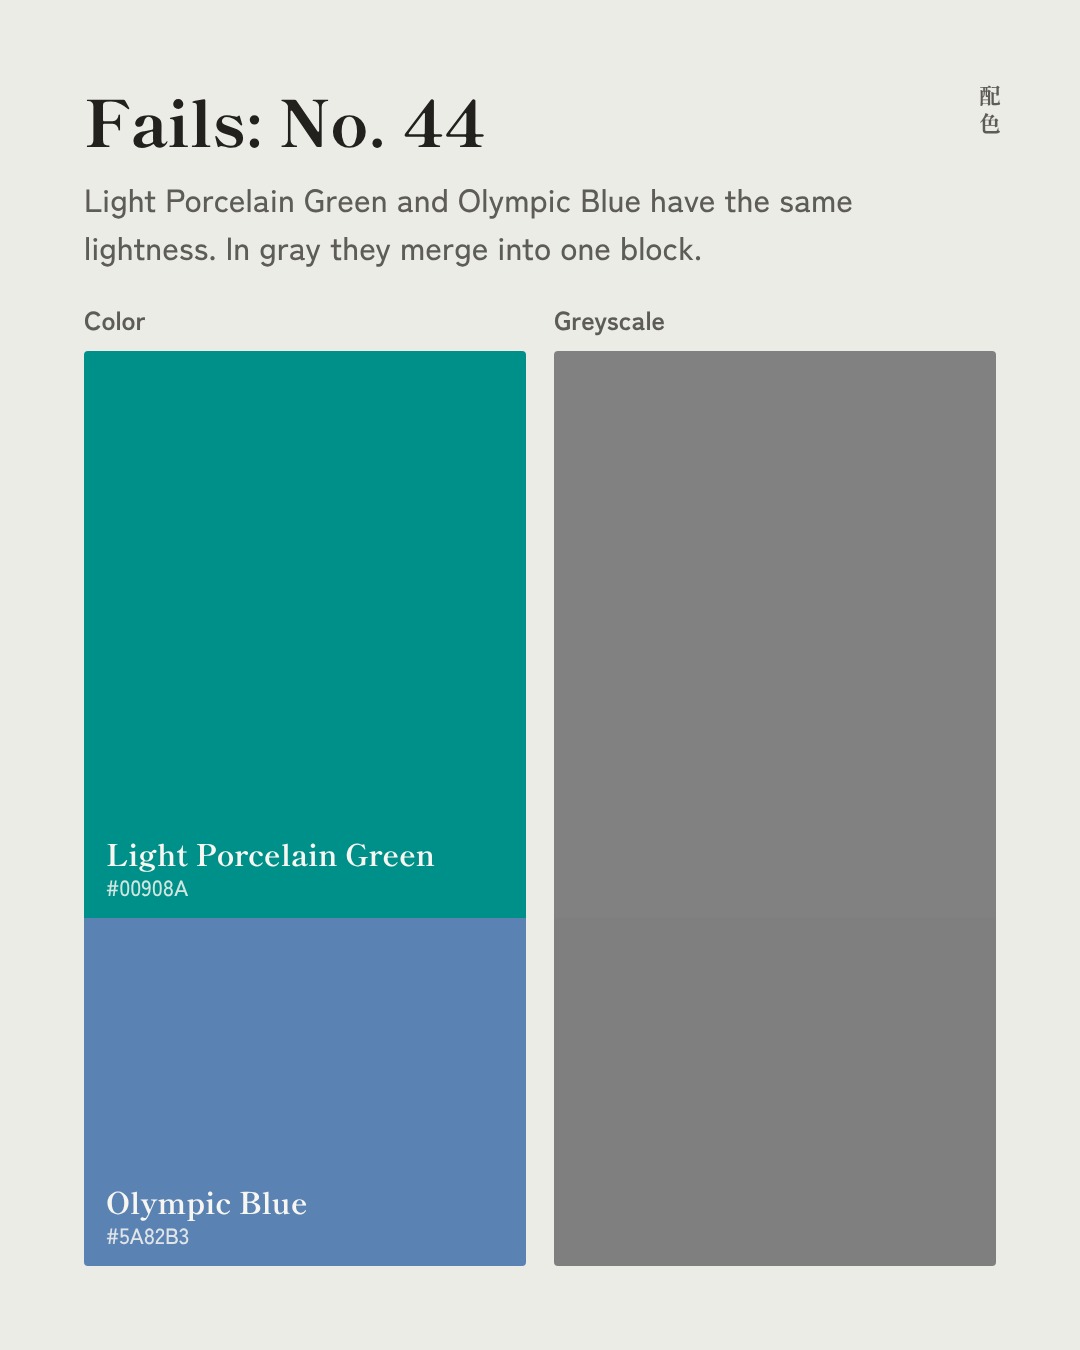 Fails: No. 44
配色
Light Porcelain Green and Olympic Blue have the same
lightness. In gray they merge into one block.
Color
Greyscale
Light Porcelain Green
#00908A
Olympic Blue
#5A82B3